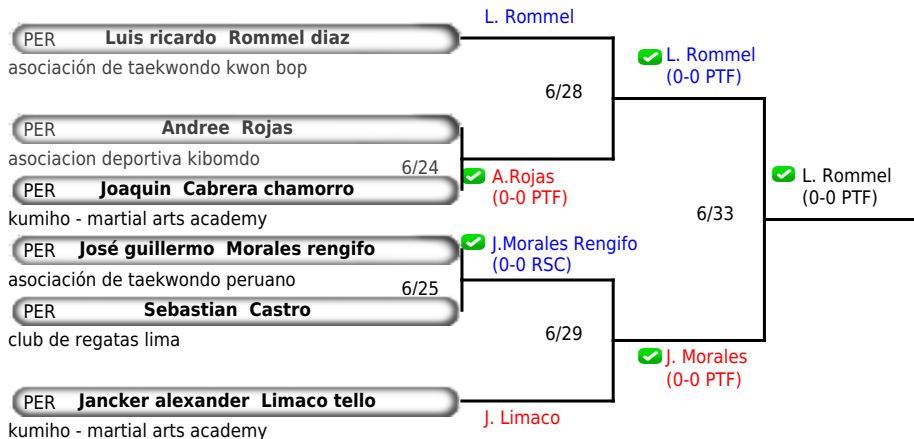 L. Rommel
PER Luis ricardo Rommel diaz
asociación de taekwondo kwon bop
6/28
L. Rommel
(0-0 PTF)
PER Andree Rojas
asociacion deportiva kibomdo
6/24
PER Joaquin Cabrera chamorro
kumiho - martial arts academy
A.Rojas
(0-0 PTF)
6/33
L. Rommel
(0-0 PTF)
PER José guillermo Morales rengifo
asociación de taekwondo peruano
J.Morales Rengifo
(0-0 RSC)
6/25
PER Sebastian Castro
club de regatas lima
6/29
J. Morales
(0-0 PTF)
PER Jancker alexander Limaco tello
kumiho - martial arts academy
J. Limaco